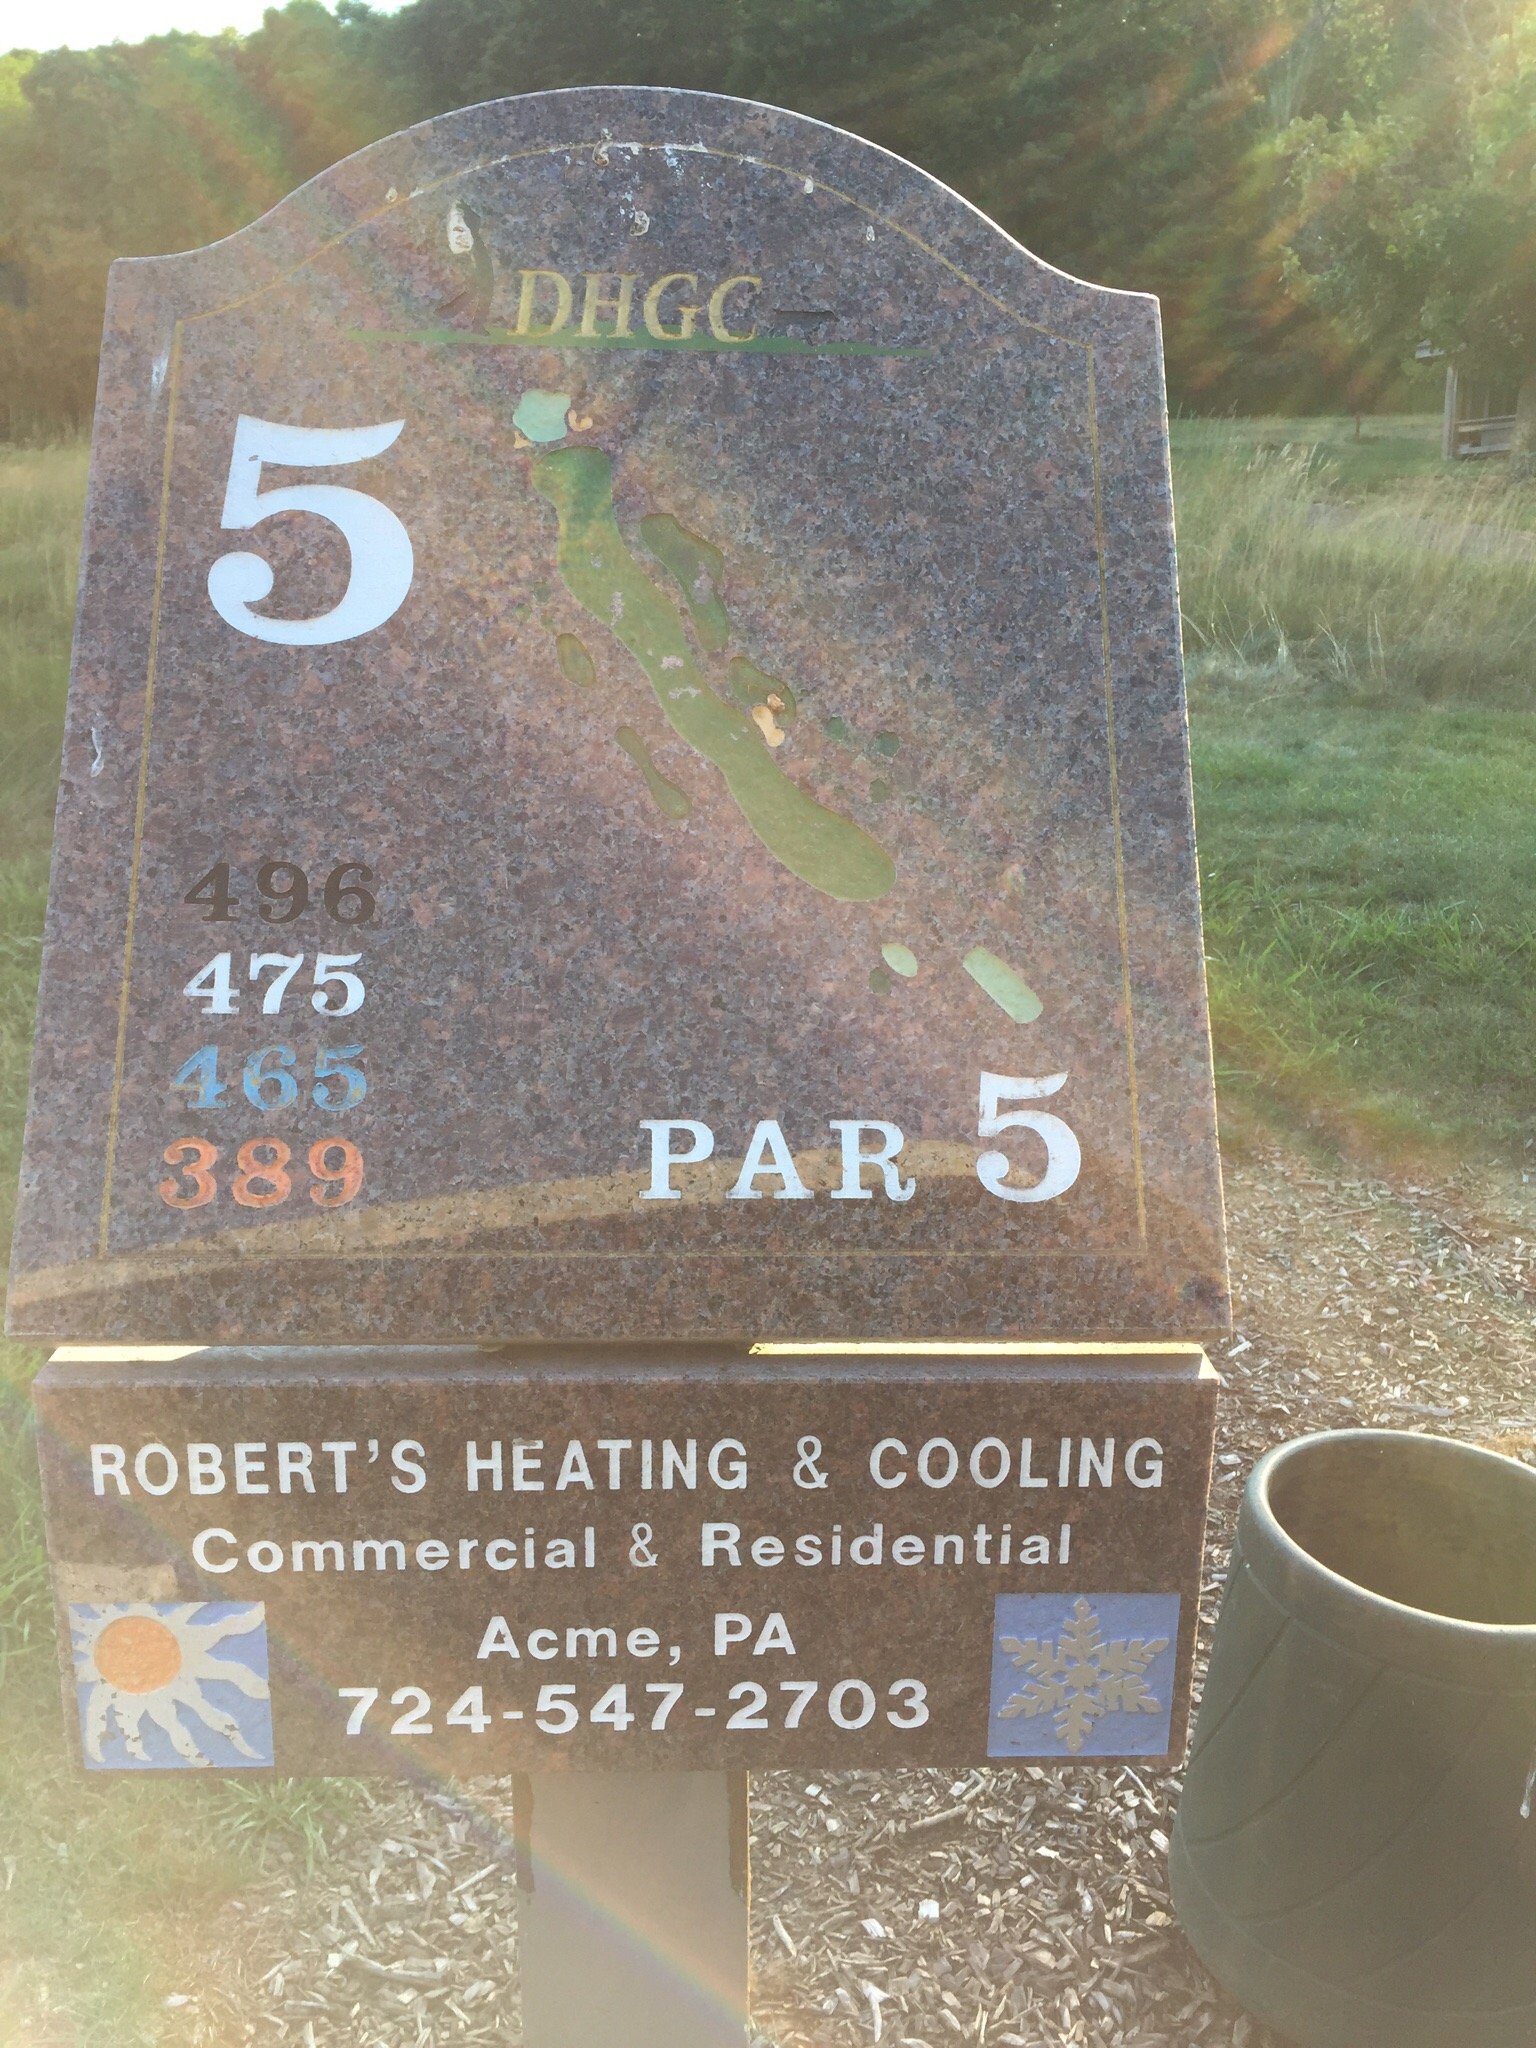 DHGC
5
496
475
465
389
PAR 5
ROBERT'S HEATING & COOLING
Commercial & Residential
Acme, PA
724-547-2703